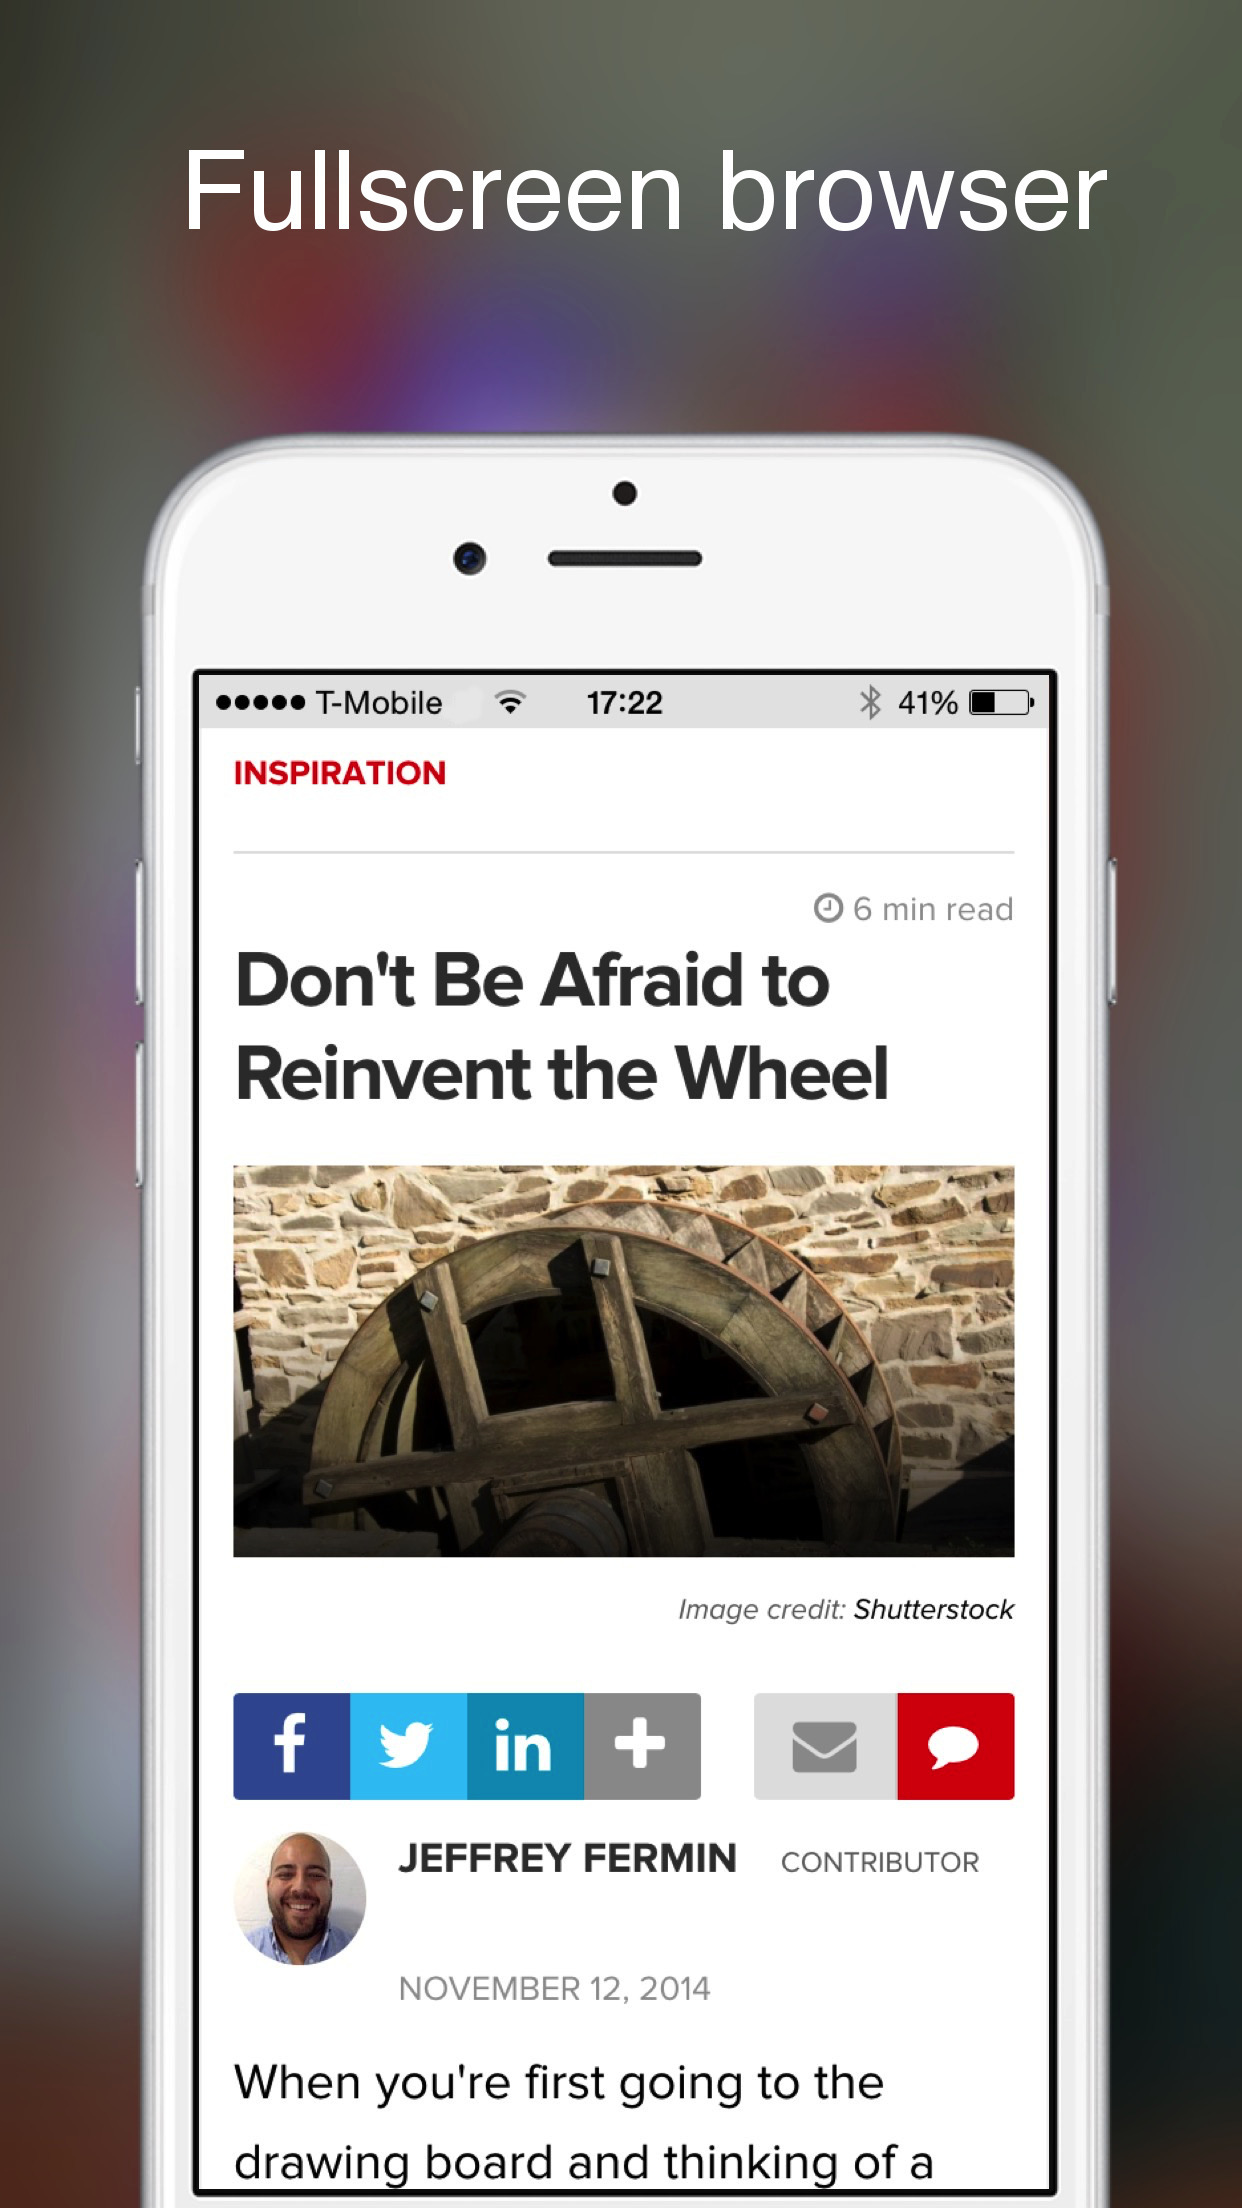 Fullscreen browser
T-Mobile 17:22 41%
INSPIRATION
6 min read
Don't Be Afraid to
Reinvent the Wheel
Image credit: Shutterstock
f in +
JEFFREY FERMIN CONTRIBUTOR
NOVEMBER 12, 2014
When you're first going to the
drawing board and thinking of a